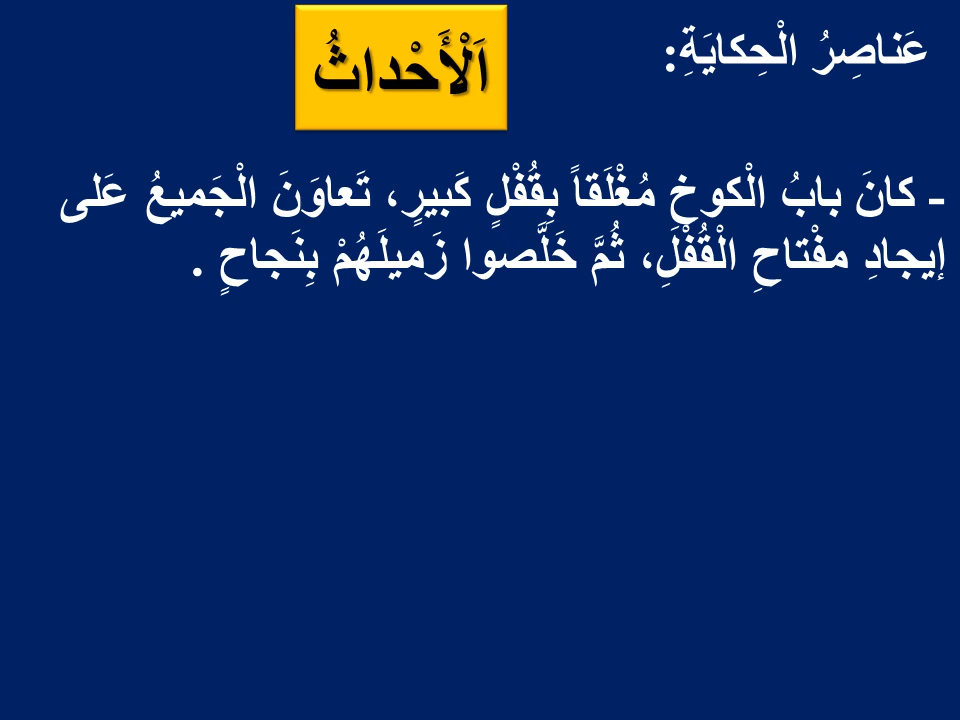 عَناصِرُ الْحِكايَةِ:
اَلْأَحْداثُ
- كانَ بابُ الْكوخِ مُغْلَقاً بِقُفْلٍ كَبيرٍ، تَعاوَنَ الْجَميعُ عَلى
إيجادِ مفْتاحِ الْقُفْلَِ، ثُمَّ خَلَّصوا زَميلَهُمْ بِنَجاحٍ .